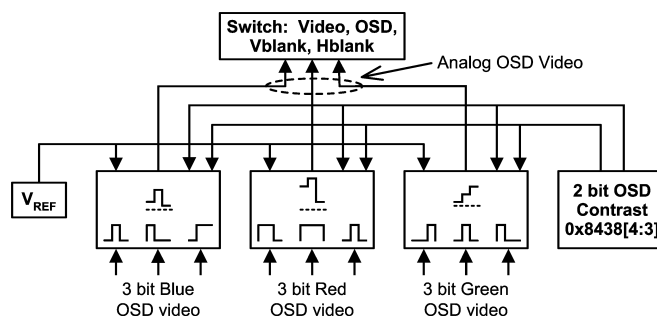 Switch: Video, OSD,
Vblank, Hblank
Analog OSD Video
VREF
2 bit OSD
Contrast
0x8438[4:3]
3 bit Blue
OSD video
3 bit Red
OSD video
3 bit Green
OSD video